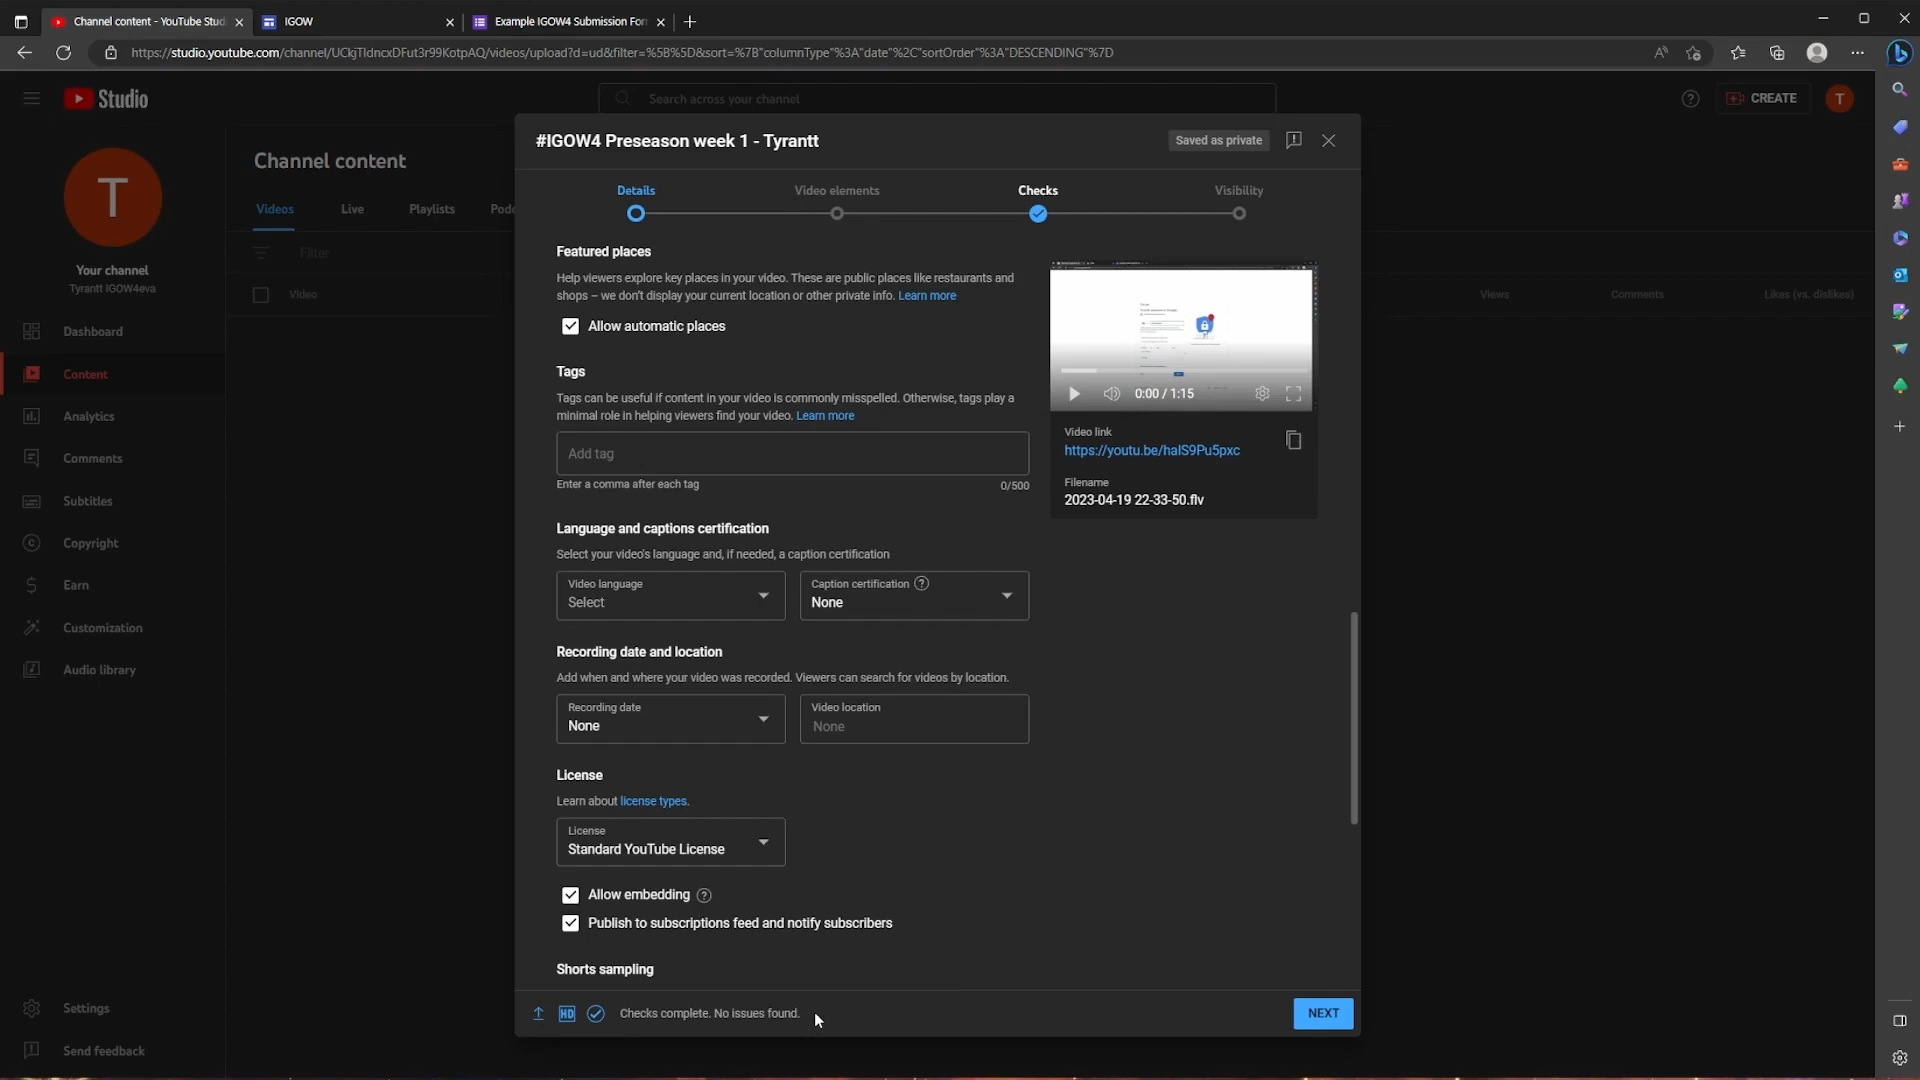 Channel content - YouTube Stud
IGOW
Example IGOW4 Submission For
https://studio.youtube.com/channel/UCkjTIdncxDFut3r99KotpAQ/videos/upload?d=ud&filter=%5B%5D&sort=%7B"columnType"%3A"date"%2C"sortOrder"%3A"DESCENDING"%7D
Studio
Search across your channel
CREATE
T
T
Your channel
Tyrantt IGOW4eva
Dashboard
Content
Analytics
Comments
Subtitles
Copyright
Earn
Customization
Audio library
Settings
Send feedback
Channel content
Videos
Live
Playlists
Podc
Filter
Video
Views
Comments
Likes (vs. dislikes)
#IGOW4 Preseason week 1 - Tyrantt
Saved as private
Details
Video elements
Checks
Visibility
Featured places
Help viewers explore key places in your video. These are public places like restaurants and
shops – we don't display your current location or other private info. Learn more
Allow automatic places
Tags
Tags can be useful if content in your video is commonly misspelled. Otherwise, tags play a
minimal role in helping viewers find your video. Learn more
Add tag
Enter a comma after each tag
0/500
Language and captions certification
Select your video's language and, if needed, a caption certification
Video language
Select
Caption certification
None
Recording date and location
Add when and where your video was recorded. Viewers can search for videos by location.
Recording date
None
Video location
None
License
Learn about license types.
License
Standard YouTube License
Allow embedding
Publish to subscriptions feed and notify subscribers
Shorts sampling
0:00 / 1:15
Video link
https://youtu.be/halS9Pu5pxc
Filename
2023-04-19 22-33-50.flv
HD
Checks complete. No issues found.
NEXT